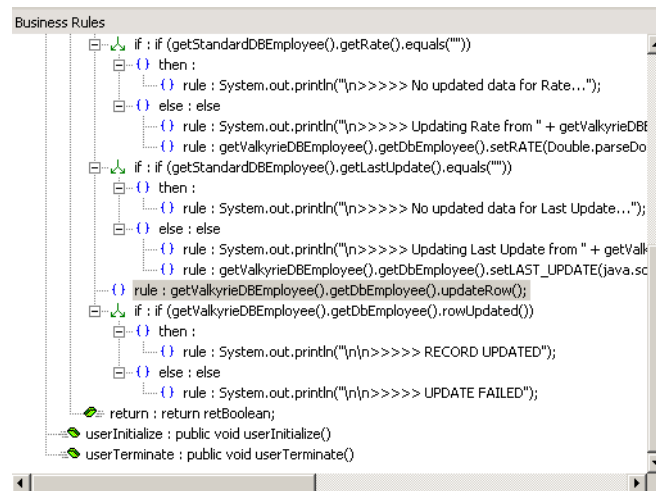 Business Rules
if : if (getStandardDBEmployee().getRate().equals(""))
{} then :
{} rule : System.out.println("\n>>>>> No updated data for Rate...");
{} else : else
{} rule : System.out.println("\n>>>>> Updating Rate from " + getValkyrieDBE
{} rule : getValkyrieDBEmployee().getDbEmployee().setRATE(Double.parseDo
if : if (getStandardDBEmployee().getLastUpdate().equals(""))
{} then :
{} rule : System.out.println("\n>>>>> No updated data for Last Update...");
{} else : else
{} rule : System.out.println("\n>>>>> Updating Last Update from " + getValk
{} rule : getValkyrieDBEmployee().getDbEmployee().setLAST_UPDATE(java.sc
{} rule : getValkyrieDBEmployee().getDbEmployee().updateRow();
if : if (getValkyrieDBEmployee().getDbEmployee().rowUpdated())
{} then :
{} rule : System.out.println("\n\n>>>>> RECORD UPDATED");
{} else : else
{} rule : System.out.println("\n\n>>>>> UPDATE FAILED");
return : return retBoolean;
userInitialize : public void userInitialize()
userTerminate : public void userTerminate()